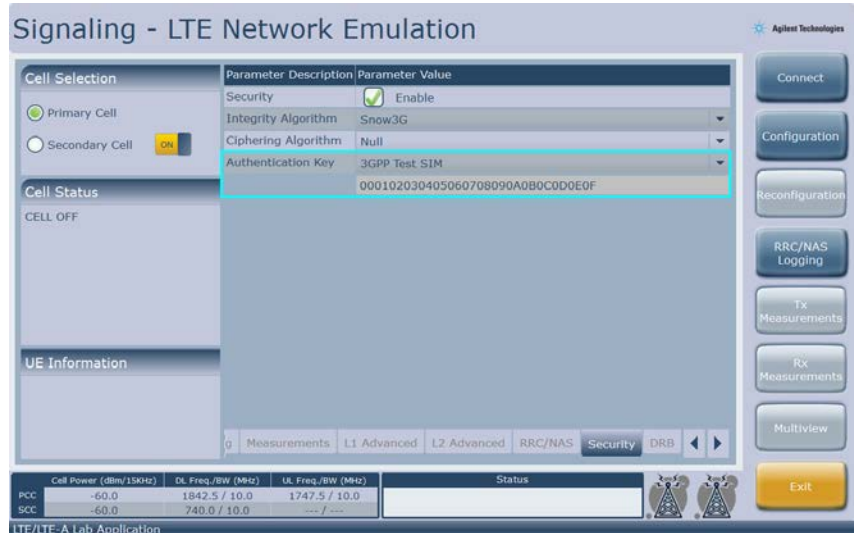 Signaling - LTE Network Emulation
Agilent Technologies
Cell Selection
Primary Cell
Secondary Cell ON
Cell Status
CELL OFF
UE Information
Parameter Description Parameter Value
Security Enable
Integrity Algorithm Snow3G
Ciphering Algorithm Null
Authentication Key 3GPP Test SIM
000102030405060708090A0B0C0D0E0F
g Measurements L1 Advanced L2 Advanced RRC/NAS Security DRB
Connect
Configuration
Reconfiguration
RRC/NAS
Logging
Tx
Measurements
Rx
Measurements
Multiview
Exit
Cell Power (dBm/15KHz) DL Freq./BW (MHz) UL Freq./BW (MHz) Status
PCC -60.0 1842.5 / 10.0 1747.5 / 10.0
SCC -60.0 740.0 / 10.0 --- / ---
LTE/LTE-A Lab Application